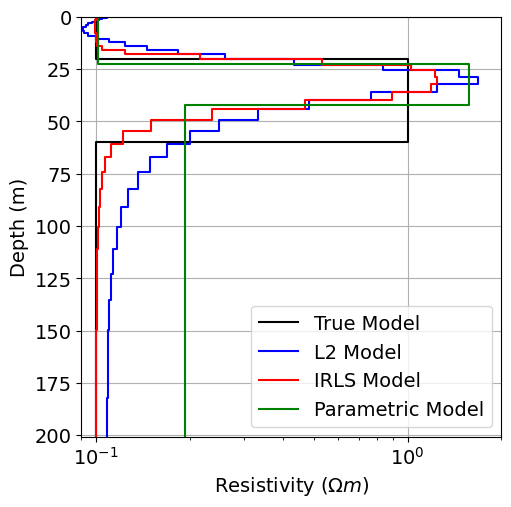 0
25
50
75
100
125
150
175
200
Depth (m)
True Model
L2 Model
IRLS Model
Parametric Model
10⁻¹
10⁰
Resistivity (Ωm)